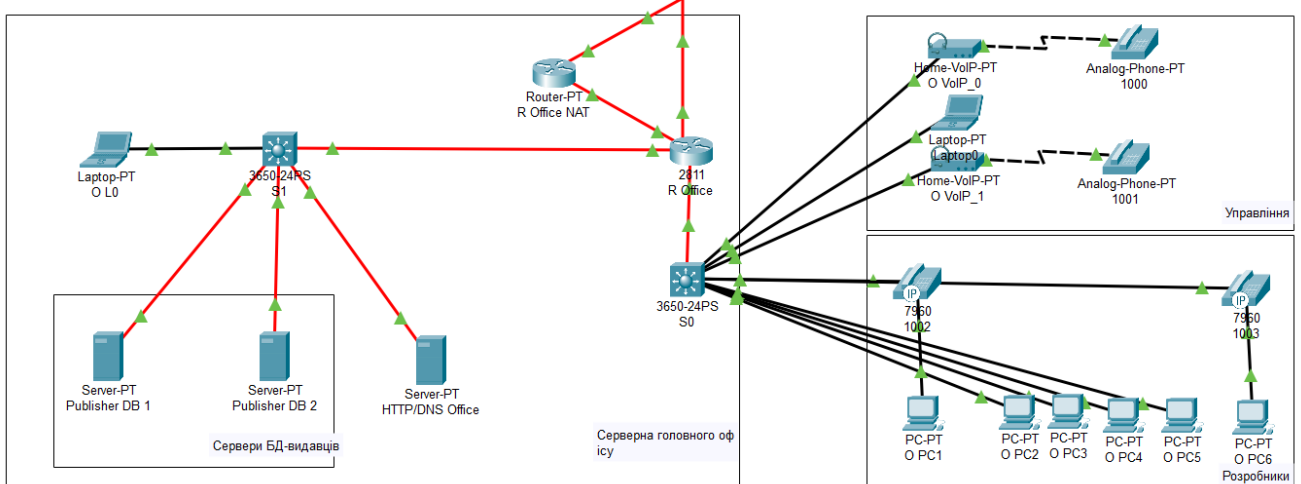 Router-PT
R Office NAT
Laptop-PT
O L0
3650-24PS
S1
2811
R Office
3650-24PS
S0
Server-PT
Publisher DB 1
Server-PT
Publisher DB 2
Server-PT
HTTP/DNS Office
Сервери БД-видавців
Серверна головного оф
ісу
Home-VoIP-PT
O VoIP_0
Analog-Phone-PT
1000
Laptop-PT
Laptop0
Home-VoIP-PT
O VoIP_1
Analog-Phone-PT
1001
Управління
IP
7960
1002
IP
7960
1003
PC-PT
O PC1
PC-PT
O PC2
PC-PT
O PC3
PC-PT
O PC4
PC-PT
O PC5
PC-PT
O PC6
Розробники